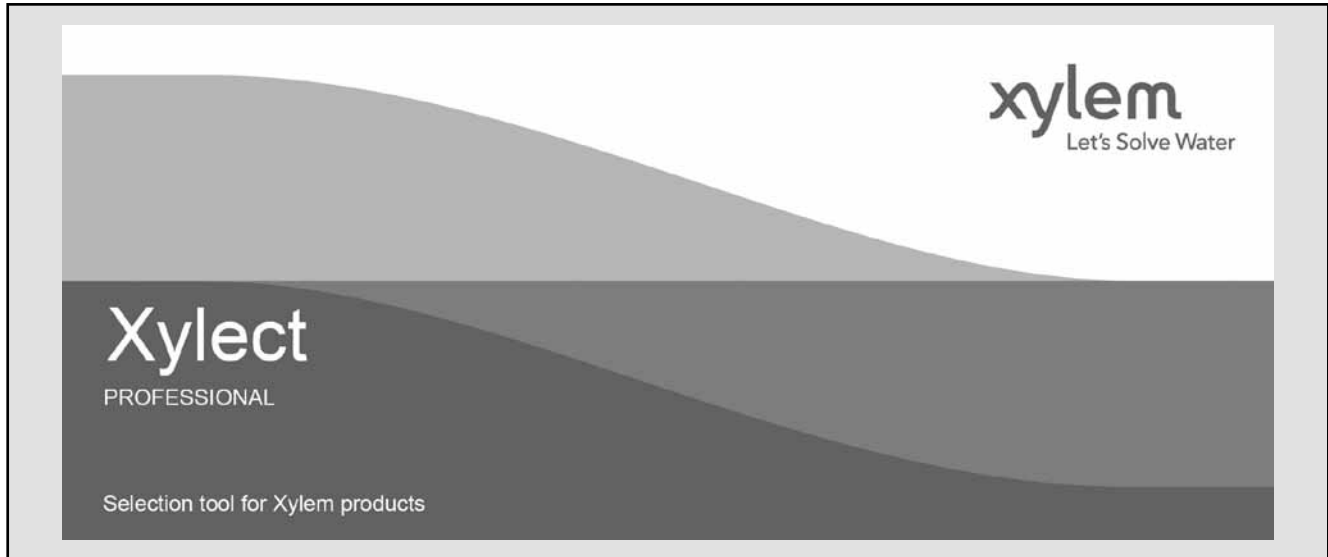 xylem
Let's Solve Water
Xylect
PROFESSIONAL
Selection tool for Xylem products